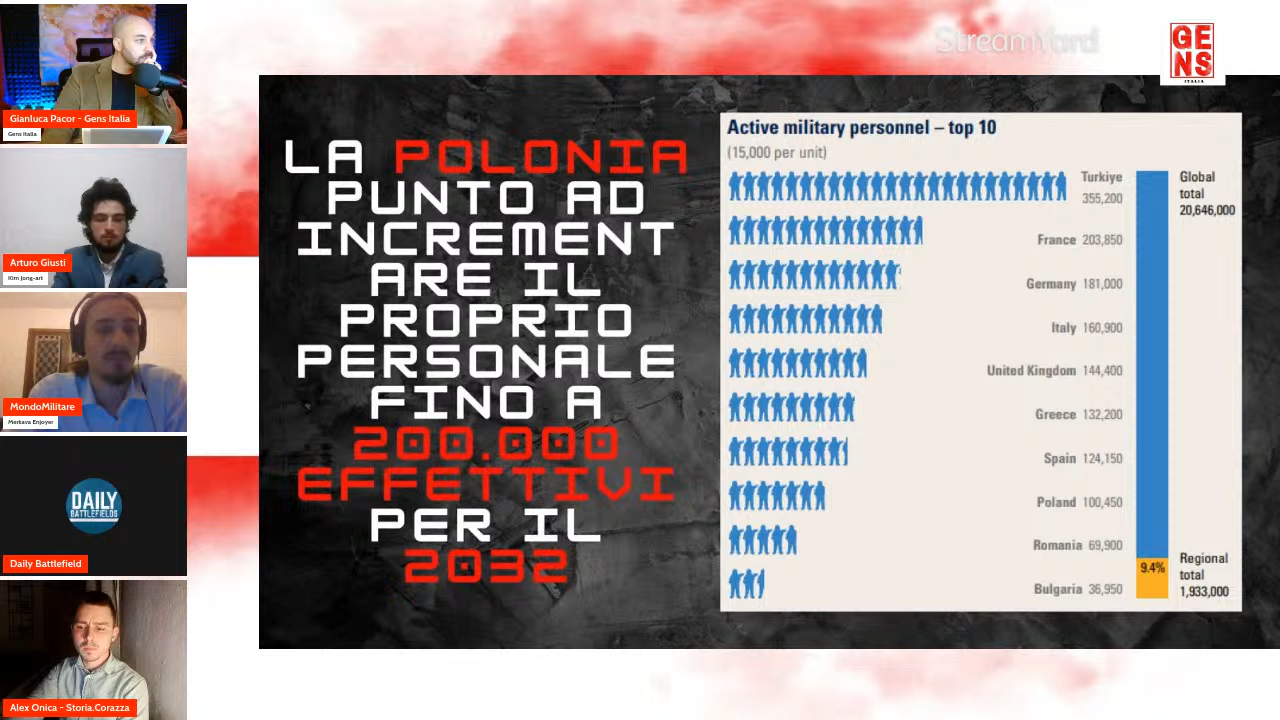 StreamYard
GENS
ITALIA
Gianluca Pacor - Gens Italia
Gens Italia
Arturo Giusti
Kim Jong-art
MondoMilitare
Merkava Enjoyer
DAILY
BATTLEFIELDS
Daily Battlefield
Alex Onica - Storia.Corazza
LA POLONIA
PUNTO AD
INCREMENT
ARE IL
PROPRIO
PERSONALE
FINO A
200.000
EFFETTIVI
PER IL
2032
Active military personnel – top 10
(15,000 per unit)
Turkiye
355,200
France 203,850
Germany 181,000
Italy 160,900
United Kingdom 144,400
Greece 132,200
Spain 124,150
Poland 100,450
Romania 69,900
Bulgaria 36,950
Global
total
20,646,000
9.4%
Regional
total
1,933,000